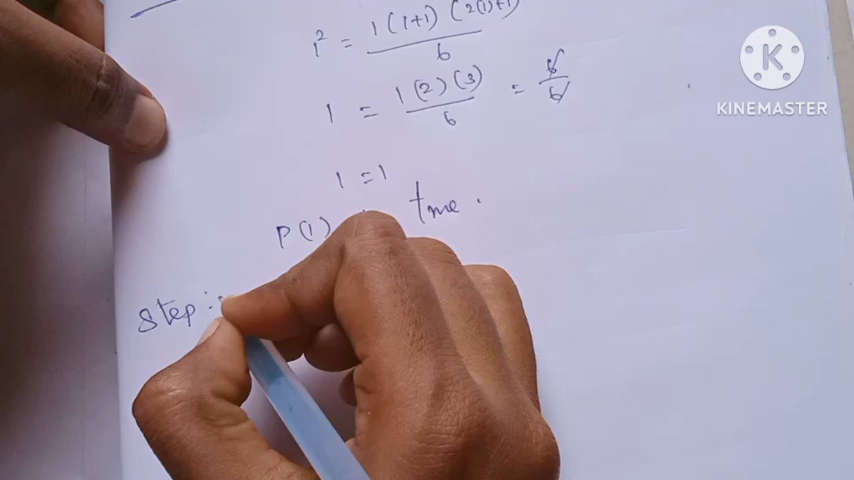 1² = 1(1+1)(2(1)+1)/6
1 = 1(2)(3)/6 = 6/6
1 = 1
P(1) true.
Step :-
KINEMASTER